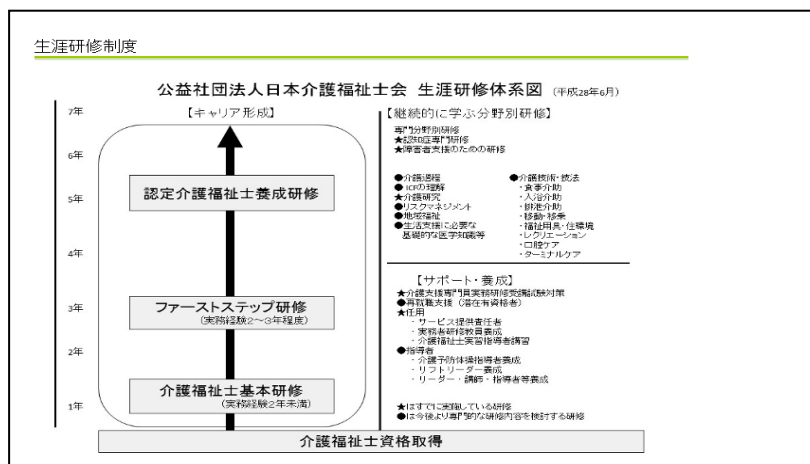 生涯研修制度
公益社団法人日本介護福祉士会 生涯研修体系図 (平成28年6月)
7年
6年
5年
4年
3年
2年
1年
【キャリア形成】
認定介護福祉士養成研修
ファーストステップ研修
(実務経験2~3年程度)
介護福祉士基本研修
(実務経験2年未満)
【継続的に学ぶ分野別研修】
専門分野別研修
★認知症専門研修
★障害者支援のための研修
●介護過程
●ICFの理解
★介護研究
●リスクマネジメント
●地域福祉
●生活支援に必要な
基礎的な医学知識等
●介護技術・技法
・食事介助
・入浴介助
・排泄介助
・移動・移乗
・福祉用具・住環境
・レクリエーション
・口腔ケア
・ターミナルケア
【サポート・養成】
★介護支援専門員実務研修受講試験対策
●再就職支援(潜在有資格者)
★任用
・サービス提供責任者
・実務者研修教員養成
・介護福祉士実習指導者講習
●指導者
・介護予防体操指導者養成
・リフトリーダー養成
・リーダー・講師・指導者等養成
★はすでに実施している研修
●は今後より専門的な研修内容を検討する研修
介護福祉士資格取得